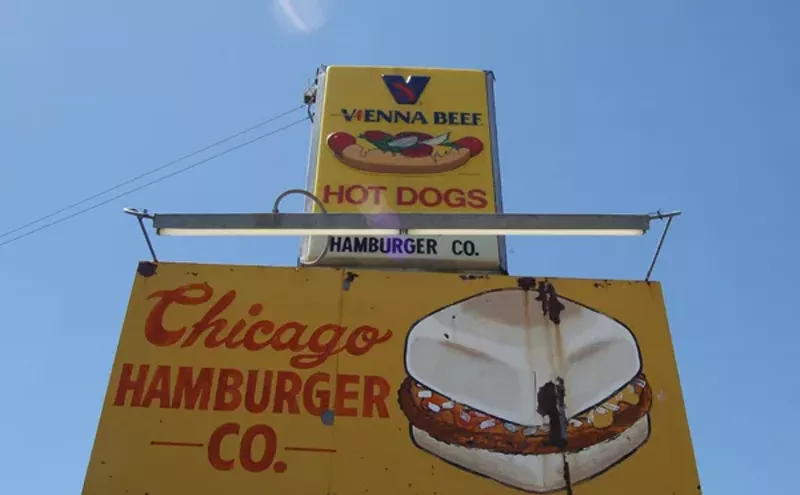 V
VIENNA BEEF
HOT DOGS
HAMBURGER CO.
Chicago
HAMBURGER
CO.